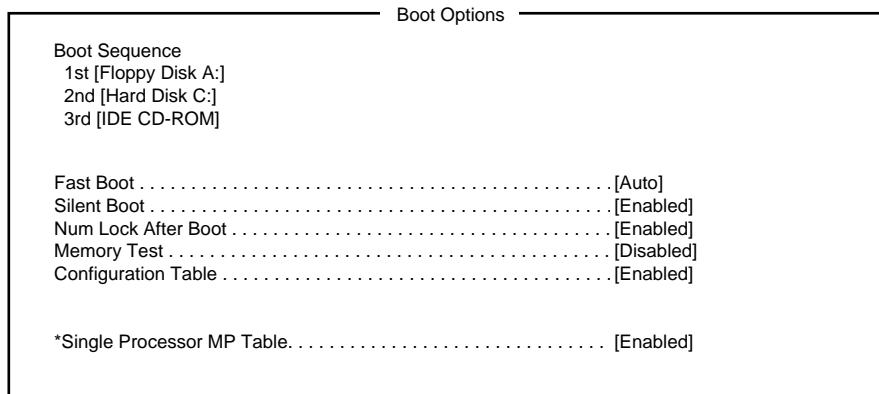 Boot Options
Boot Sequence
1st [Floppy Disk A:]
2nd [Hard Disk C:]
3rd [IDE CD-ROM]
Fast Boot . . . . . . . . . . . . . . . . . . . . . . . . . . . . . . . . . . . . . . . . . . . . . . [Auto]
Silent Boot . . . . . . . . . . . . . . . . . . . . . . . . . . . . . . . . . . . . . . . . . . . . . [Enabled]
Num Lock After Boot . . . . . . . . . . . . . . . . . . . . . . . . . . . . . . . . . . . . . [Enabled]
Memory Test . . . . . . . . . . . . . . . . . . . . . . . . . . . . . . . . . . . . . . . . . . . [Disabled]
Configuration Table . . . . . . . . . . . . . . . . . . . . . . . . . . . . . . . . . . . . . . [Enabled]
*Single Processor MP Table. . . . . . . . . . . . . . . . . . . . . . . . . . . . . . . [Enabled]